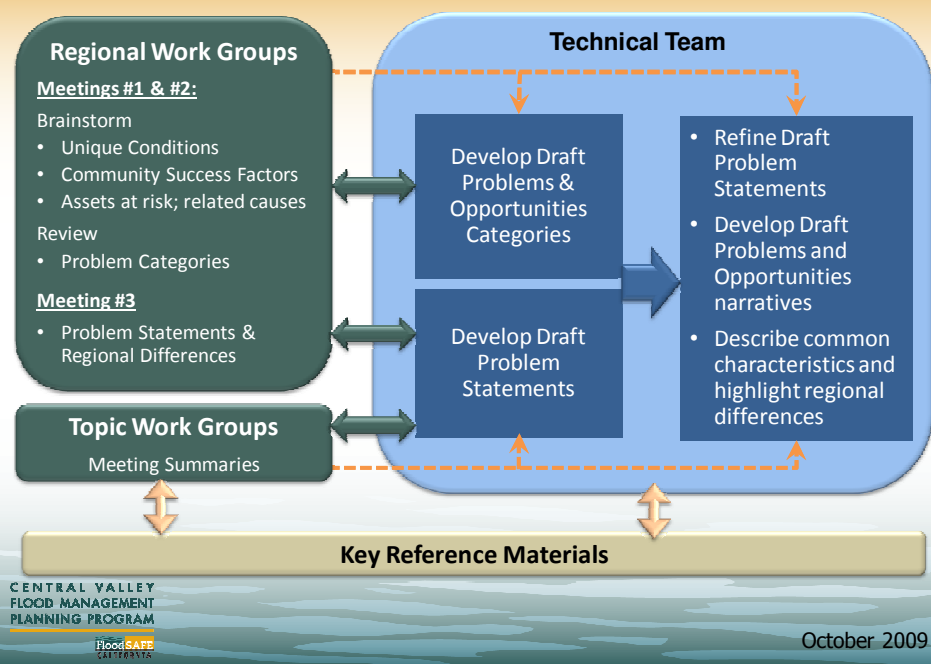 Regional Work Groups
Meetings #1 & #2:
Brainstorm
• Unique Conditions
• Community Success Factors
• Assets at risk; related causes
Review
• Problem Categories
Meeting #3
• Problem Statements &
Regional Differences
Topic Work Groups
Meeting Summaries
Technical Team
Develop Draft
Problems &
Opportunities
Categories
Develop Draft
Problem
Statements
• Refine Draft
Problem
Statements
• Develop Draft
Problems and
Opportunities
narratives
• Describe common
characteristics and
highlight regional
differences
Key Reference Materials
CENTRAL VALLEY
FLOOD MANAGEMENT
PLANNING PROGRAM
FloodSAFE
CALIFORNIA
October 2009